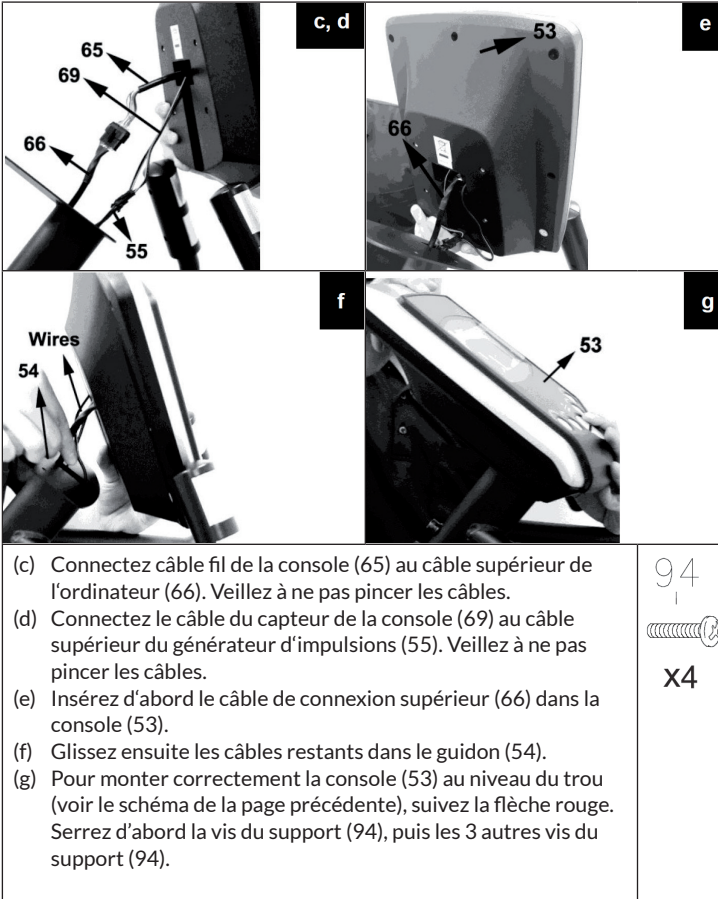 c, d
65
69
66
55
e
53
66
f
Wires
54
g
53
(c) Connectez câble fil de la console (65) au câble supérieur de
l‘ordinateur (66). Veillez à ne pas pincer les câbles.
(d) Connectez le câble du capteur de la console (69) au câble
supérieur du générateur d‘impulsions (55). Veillez à ne pas
pincer les câbles.
(e) Insérez d‘abord le câble de connexion supérieur (66) dans la
console (53).
(f) Glissez ensuite les câbles restants dans le guidon (54).
(g) Pour monter correctement la console (53) au niveau du trou
(voir le schéma de la page précédente), suivez la flèche rouge.
Serrez d’abord la vis du support (94), puis les 3 autres vis du
support (94).
94
x4